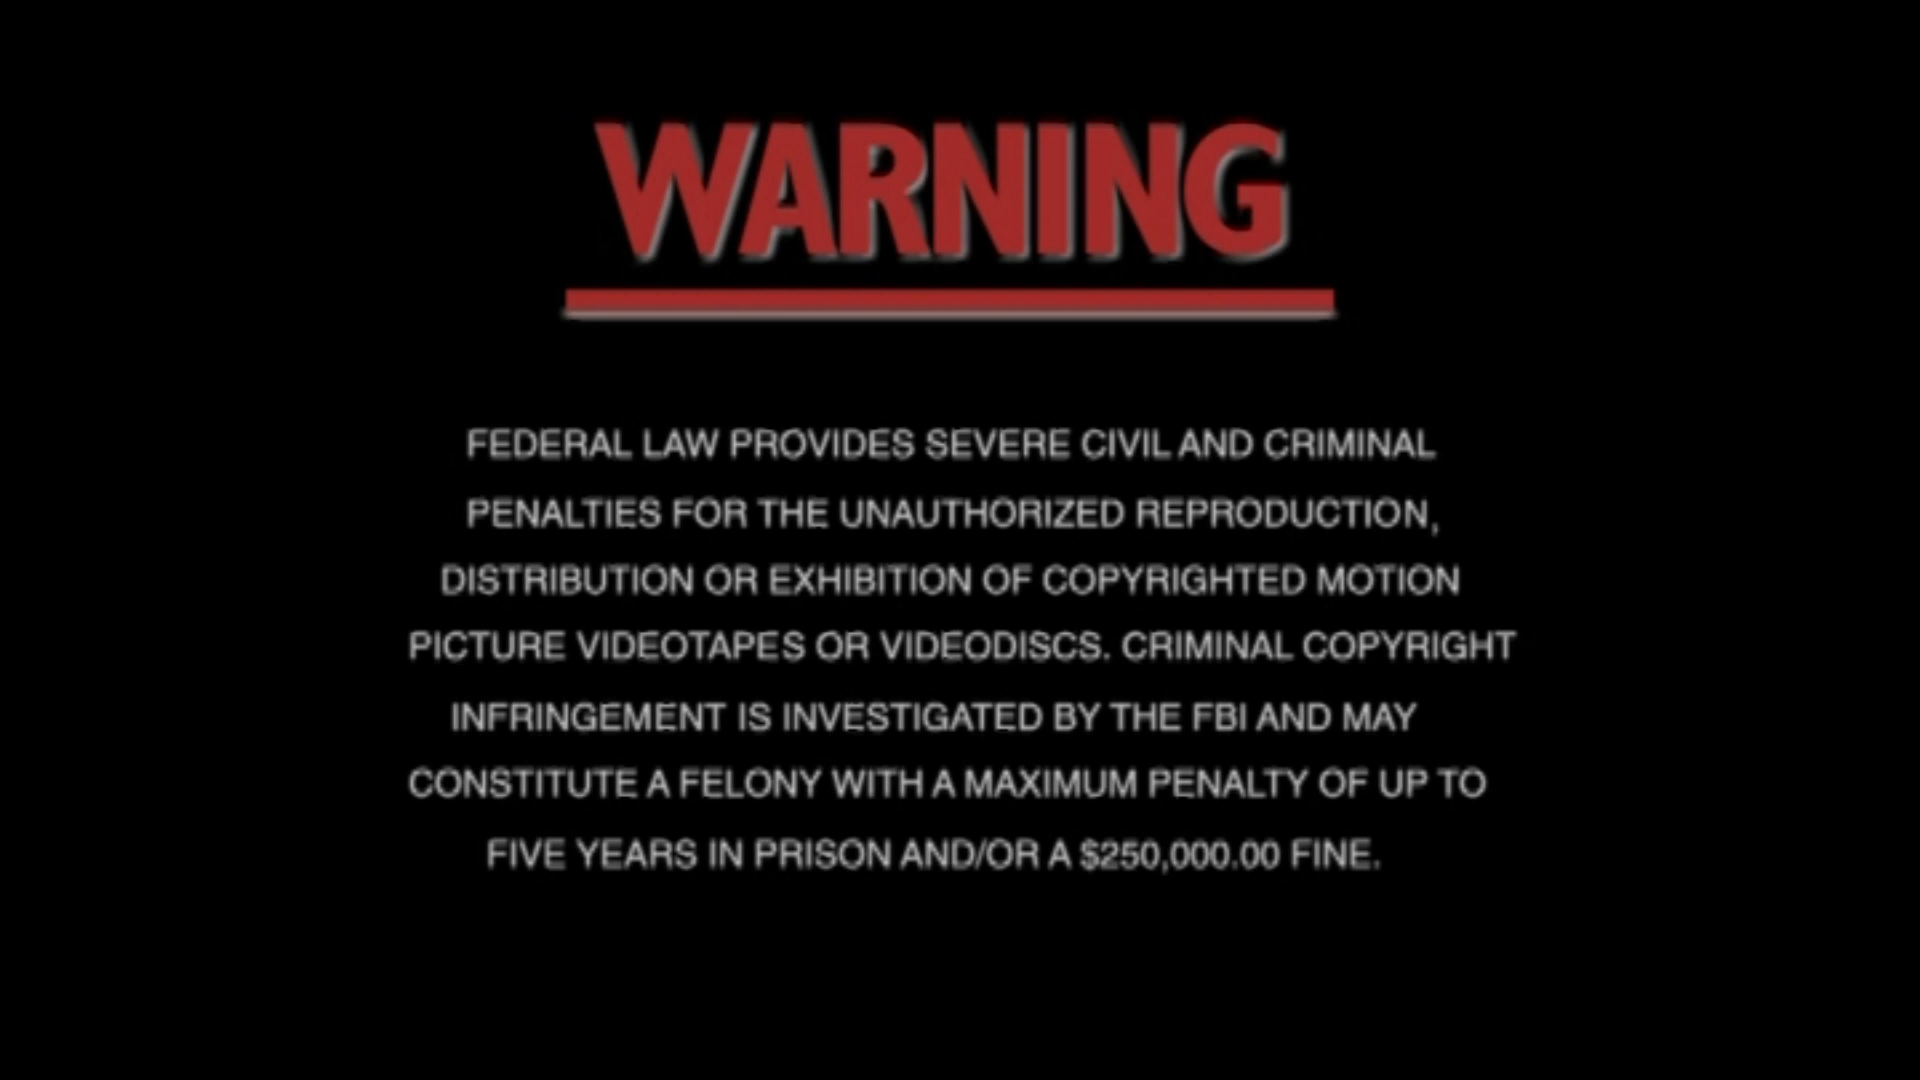 WARNING
FEDERAL LAW PROVIDES SEVERE CIVIL AND CRIMINAL
PENALTIES FOR THE UNAUTHORIZED REPRODUCTION,
DISTRIBUTION OR EXHIBITION OF COPYRIGHTED MOTION
PICTURE VIDEOTAPES OR VIDEODISCS. CRIMINAL COPYRIGHT
INFRINGEMENT IS INVESTIGATED BY THE FBI AND MAY
CONSTITUTE A FELONY WITH A MAXIMUM PENALTY OF UP TO
FIVE YEARS IN PRISON AND/OR A $250,000.00 FINE.